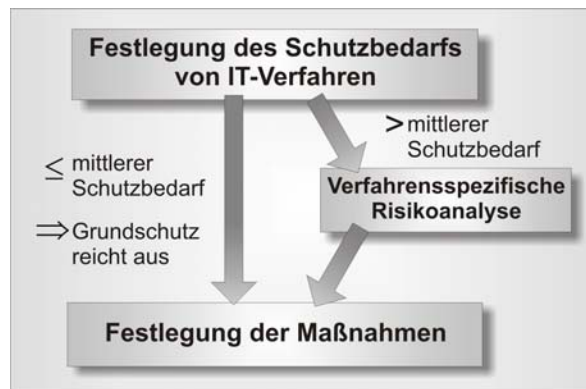 Festlegung des Schutzbedarfs
von IT-Verfahren
≤ mittlerer
Schutzbedarf
⇒ Grundschutz
reicht aus
> mittlerer
Schutzbedarf
Verfahrensspezifische
Risikoanalyse
Festlegung der Maßnahmen